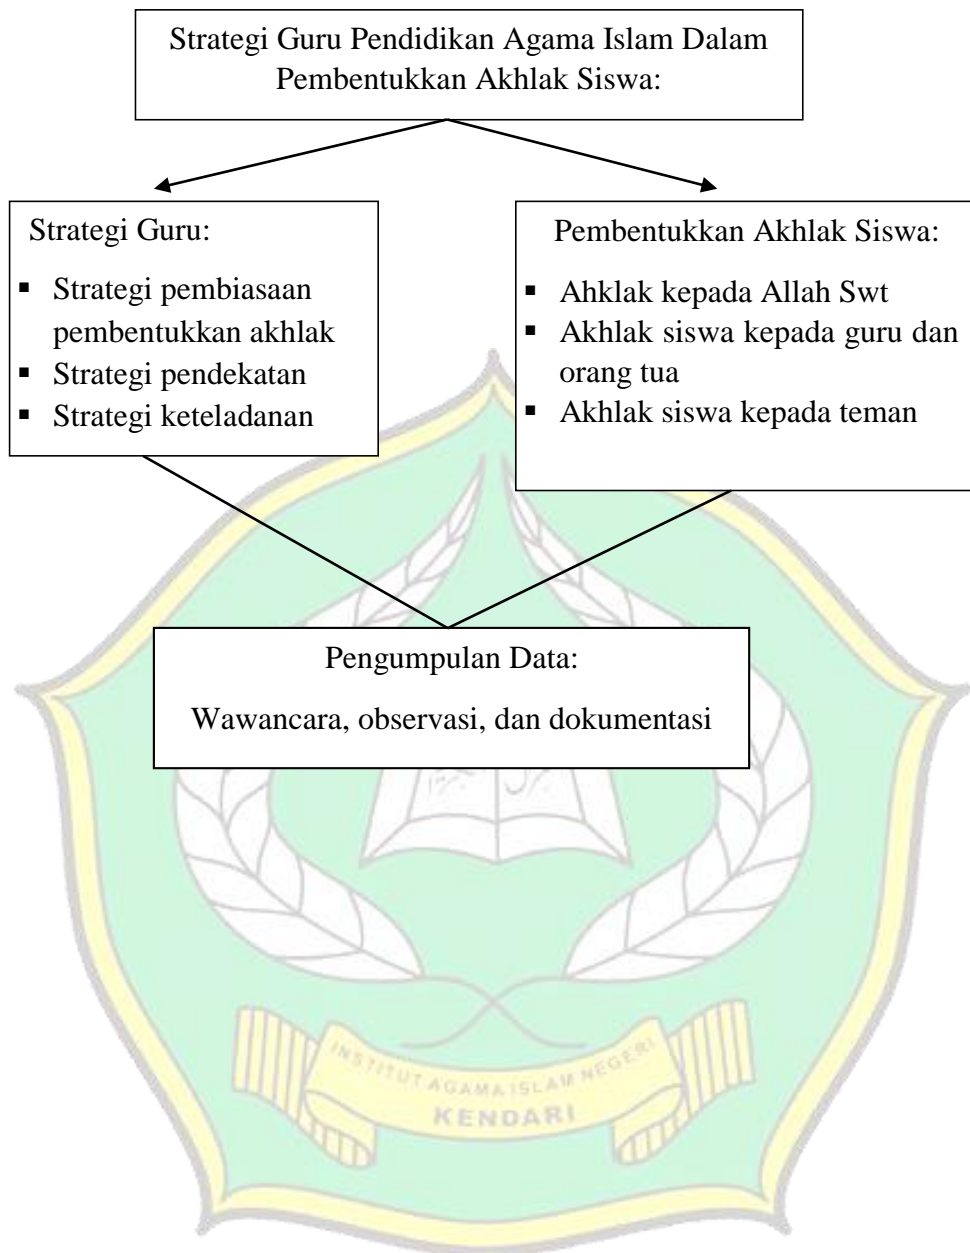 Strategi Guru Pendidikan Agama Islam Dalam
Pembentukkan Akhlak Siswa:
Strategi Guru:
▪ Strategi pembiasaan
pembentukkan akhlak
▪ Strategi pendekatan
▪ Strategi keteladanan
Pembentukkan Akhlak Siswa:
▪ Ahklak kepada Allah Swt
▪ Akhlak siswa kepada guru dan
orang tua
▪ Akhlak siswa kepada teman
Pengumpulan Data:
Wawancara, observasi, dan dokumentasi
INSTITUT AGAMA ISLAM NEGERI
KENDARI